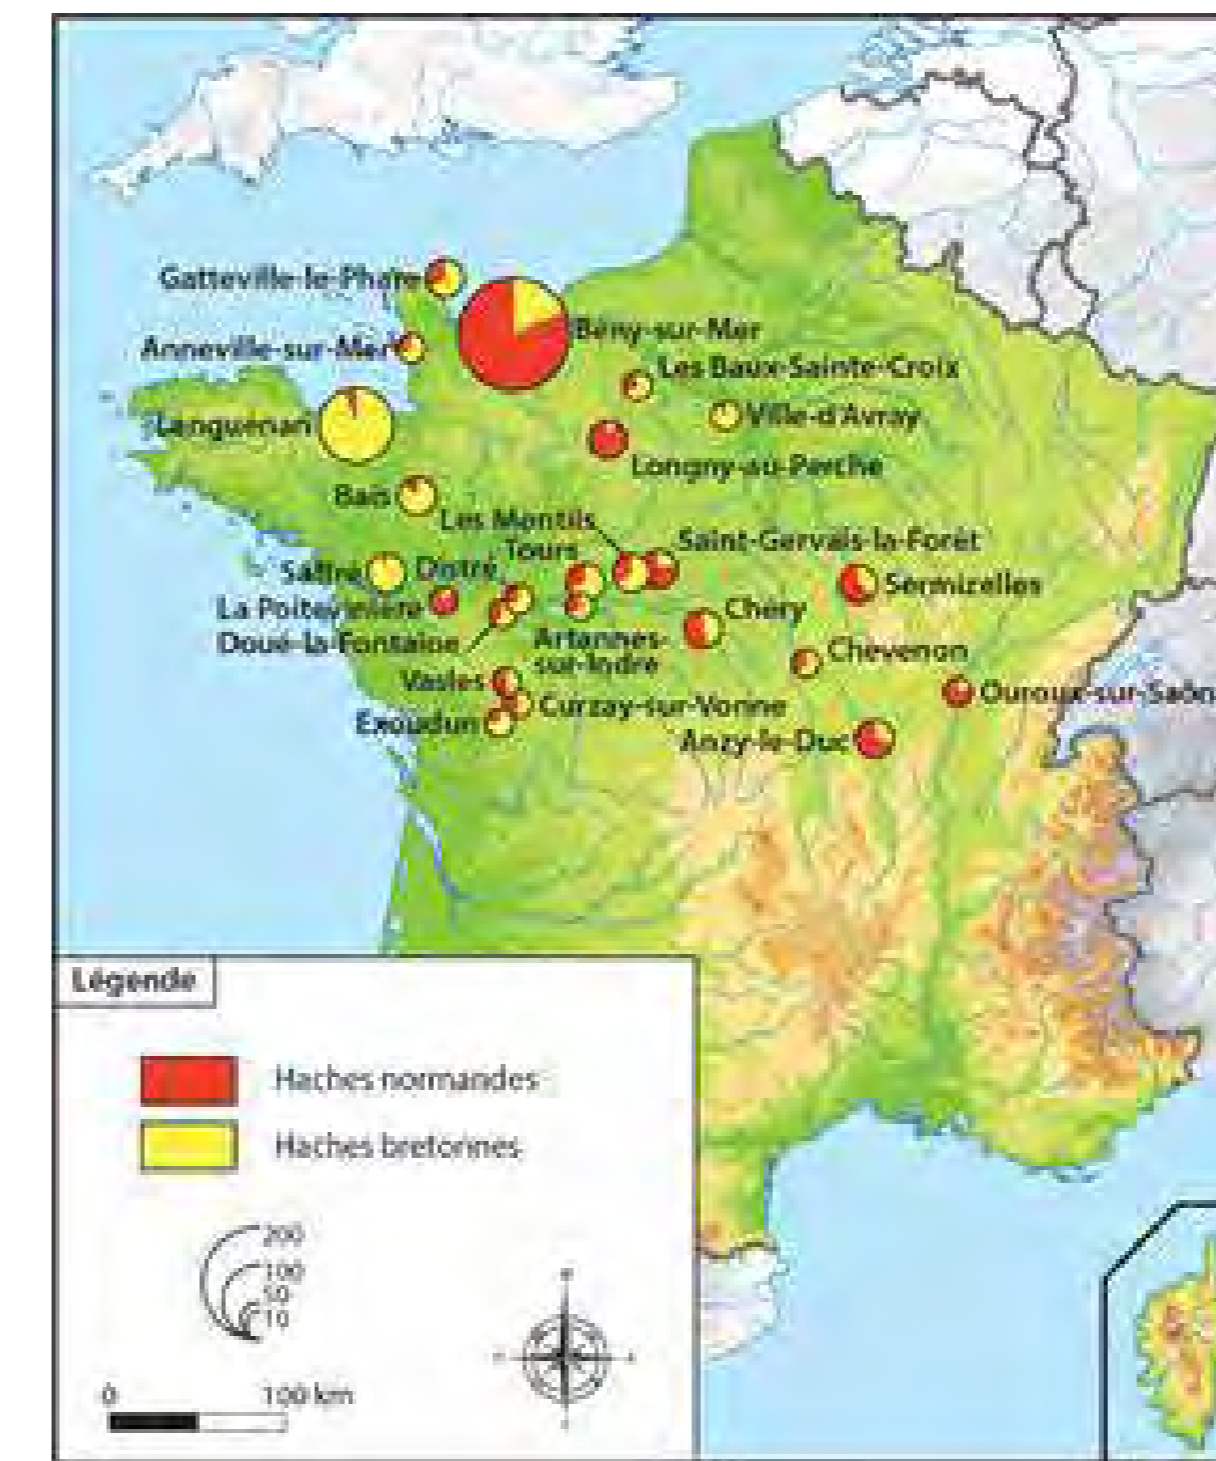 Gatteville-le-Phare
Bény-sur-Mer
Anneville-sur-Mer
Les Baux-Sainte-Croix
Ville-d'Avray
Languénan
Longny-au-Perche
Bais
Les Montils
Saint-Gervais-la-Forêt
Tours
Saffré
Distré
Sermizelles
La Poitevinière
Chéry
Doué-la-Fontaine
Artannes-
sur-Indre
Chevenon
Vasles
Ouroux-sur-Saôn
Curzay-sur-Vonne
Exoudun
Anzy-le-Duc
Légende
Haches normandes
Haches bretonnes
200
100
50
10
0
100 km